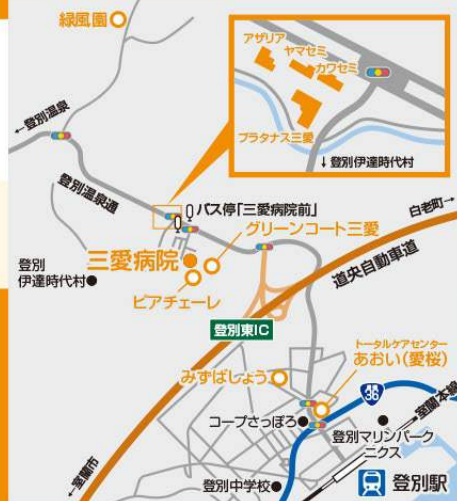 緑風園
アザリア
ヤマセミ
カワセミ
プラタナス三愛
↓登別伊達時代村
←登別温泉
登別温泉通
バス停「三愛病院前」
グリーンコート三愛
白老町→
三愛病院
登別
伊達時代村
ピアチェーレ
道央自動車道
登別東IC
トータルケアセンター
あおい(愛桜)
みずばしょう
36
室蘭本線
コープさっぽろ
登別マリンパーク
ニクス
←室蘭市
登別中学校
登別駅